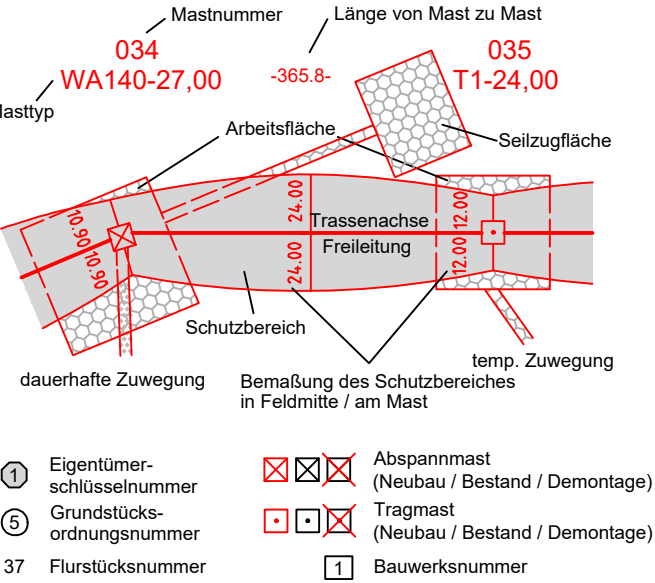 Mastnummer
Länge von Mast zu Mast
034
035
WA140-27,00
-365.8-
T1-24,00
Masttyp
Arbeitsfläche
Seilzugfläche
10.90
10.90
24.00
24.00
12.00
12.00
Trassenachse
Freileitung
Schutzbereich
temp. Zuwegung
dauerhafte Zuwegung
Bemaßung des Schutzbereiches
in Feldmitte / am Mast
1 Eigentümer-
schlüsselnummer
Abspannmast
(Neubau / Bestand / Demontage)
5 Grundstücks-
ordnungsnummer
Tragmast
(Neubau / Bestand / Demontage)
37 Flurstücksnummer
1 Bauwerksnummer